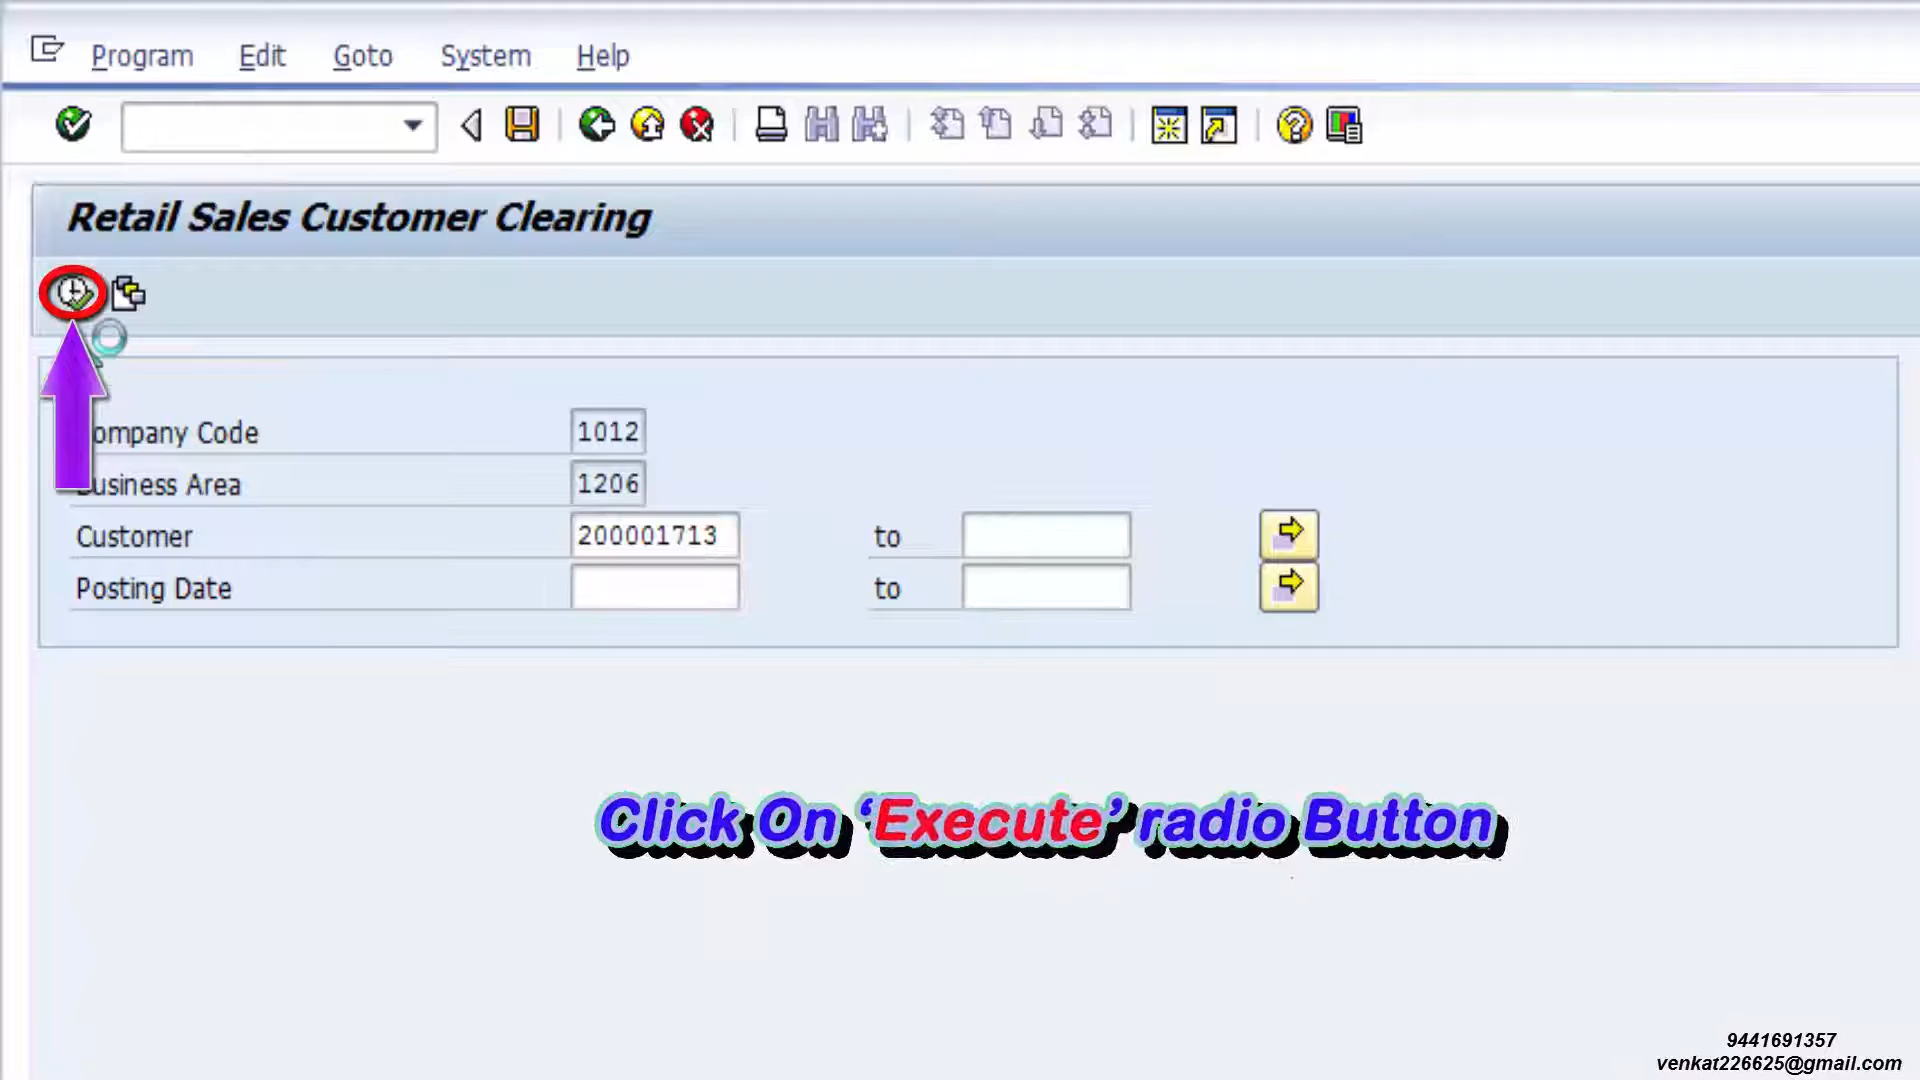 Program Edit Goto System Help
Retail Sales Customer Clearing
ompany Code 1012
usiness Area 1206
Customer 200001713 to
Posting Date to
Click On ‘Execute’ radio Button
9441691357
venkat226625@gmail.com